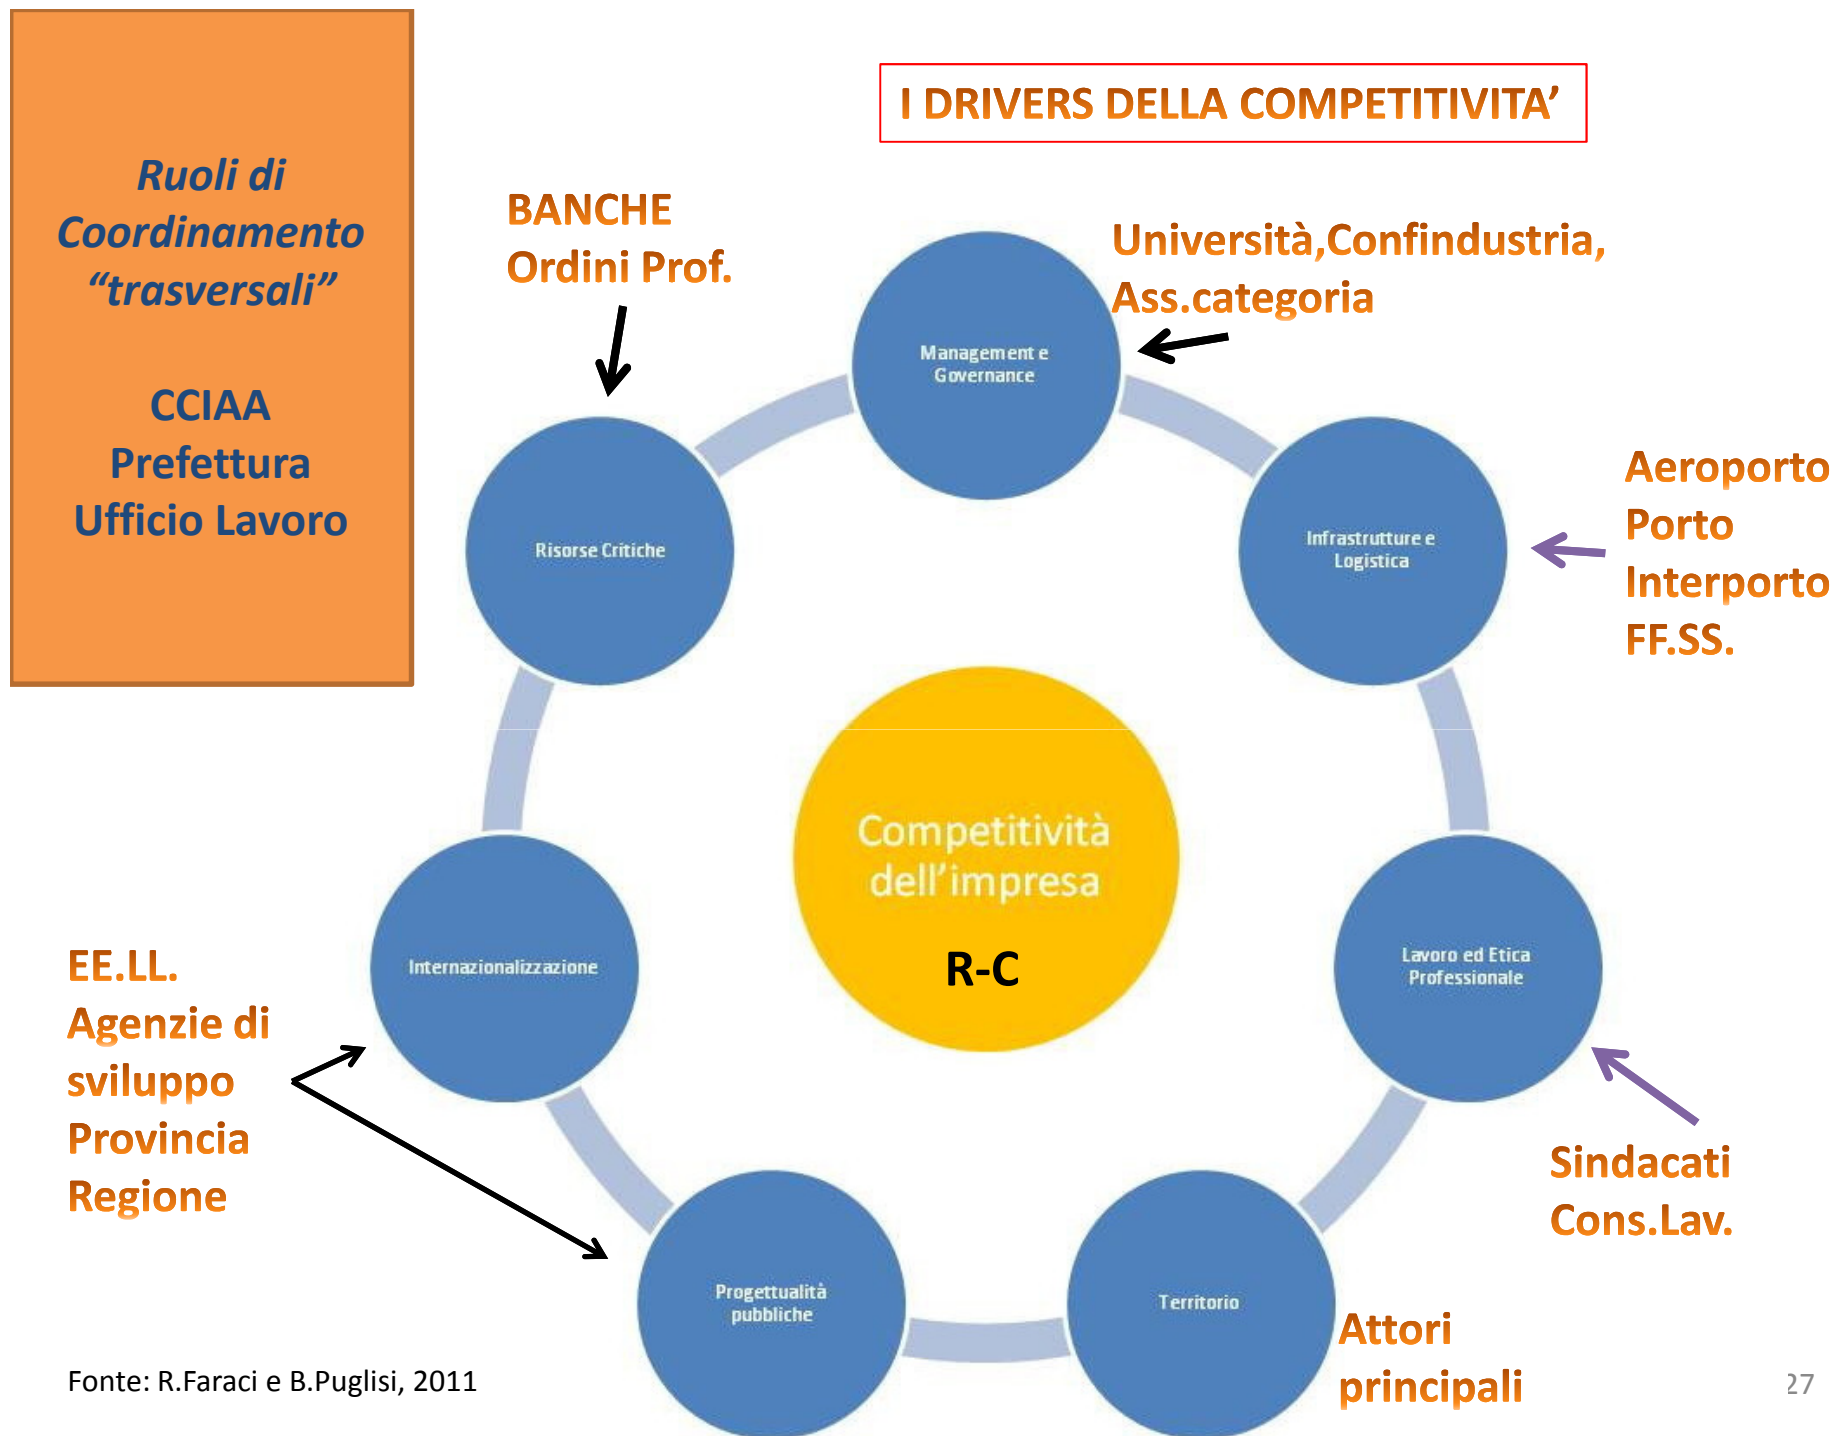 Ruoli di
Coordinamento
“trasversali”
CCIAA
Prefettura
Ufficio Lavoro
I DRIVERS DELLA COMPETITIVITA’
BANCHE
Ordini Prof.
Università,Confindustria,
Ass.categoria
Management e
Governance
Risorse Critiche
Infrastrutture e
Logistica
Aeroporto
Porto
Interporto
FF.SS.
Competitività
dell’impresa
R-C
Internazionalizzazione
Lavoro ed Etica
Professionale
EE.LL.
Agenzie di
sviluppo
Provincia
Regione
Sindacati
Cons.Lav.
Progettualità
pubbliche
Territorio
Attori
principali
Fonte: R.Faraci e B.Puglisi, 2011
27